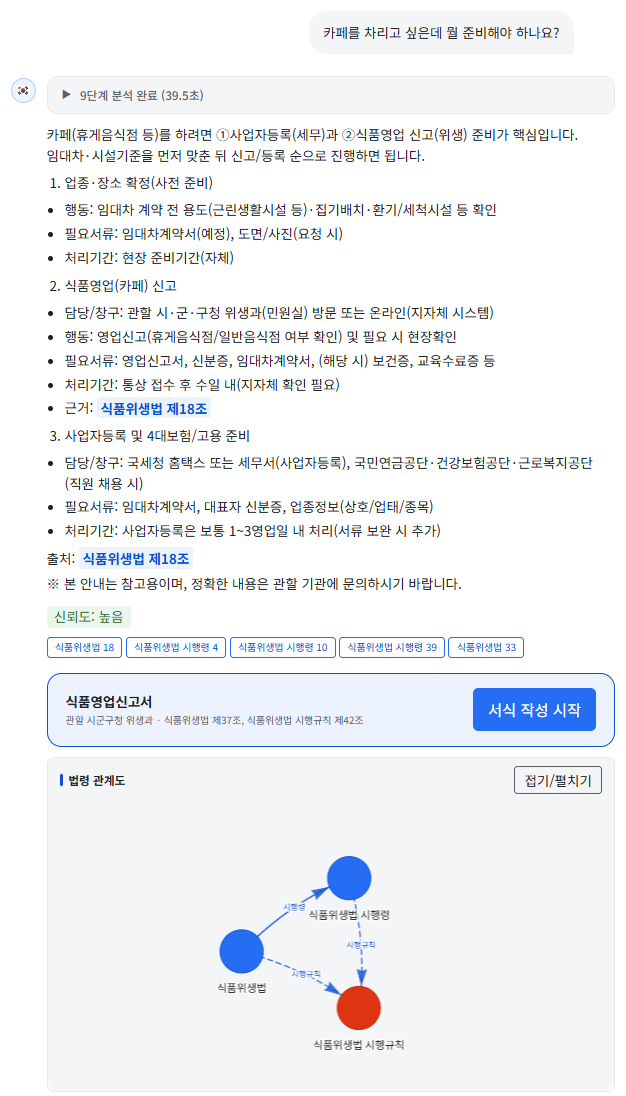 카페를 차리고 싶은데 뭘 준비해야 하나요?
▶ 9단계 분석 완료 (39.5초)
카페(휴게음식점 등)를 하려면 ①사업자등록(세무)과 ②식품영업 신고(위생) 준비가 핵심입니다.
임대차·시설기준을 먼저 맞춘 뒤 신고/등록 순으로 진행하면 됩니다.
1. 업종·장소 확정(사전 준비)
• 행동: 임대차 계약 전 용도(근린생활시설 등)·집기배치·환기/세척시설 등 확인
• 필요서류: 임대차계약서(예정), 도면/사진(요청 시)
• 처리기간: 현장 준비기간(자체)
2. 식품영업(카페) 신고
• 담당/창구: 관할 시·군·구청 위생과(민원실) 방문 또는 온라인(지자체 시스템)
• 행동: 영업신고(휴게음식점/일반음식점 여부 확인) 및 필요 시 현장확인
• 필요서류: 영업신고서, 신분증, 임대차계약서, (해당 시) 보건증, 교육수료증 등
• 처리기간: 통상 접수 후 수일 내(지자체 확인 필요)
• 근거: 식품위생법 제18조
3. 사업자등록 및 4대보험/고용 준비
• 담당/창구: 국세청 홈택스 또는 세무서(사업자등록), 국민연금공단·건강보험공단·근로복지공단
(직원 채용 시)
• 필요서류: 임대차계약서, 대표자 신분증, 업종정보(상호/업태/종목)
• 처리기간: 사업자등록은 보통 1~3영업일 내 처리(서류 보완 시 추가)
출처: 식품위생법 제18조
※ 본 안내는 참고용이며, 정확한 내용은 관할 기관에 문의하시기 바랍니다.
신뢰도: 높음
식품위생법 18 식품위생법 시행령 4 식품위생법 시행령 10 식품위생법 시행령 39 식품위생법 33
식품영업신고서
관할 시군구청 위생과 · 식품위생법 제37조, 식품위생법 시행규칙 제42조
서식 작성 시작
법령 관계도
접기/펼치기
시행령
식품위생법 시행령
시행규칙
시행규칙
식품위생법
식품위생법 시행규칙